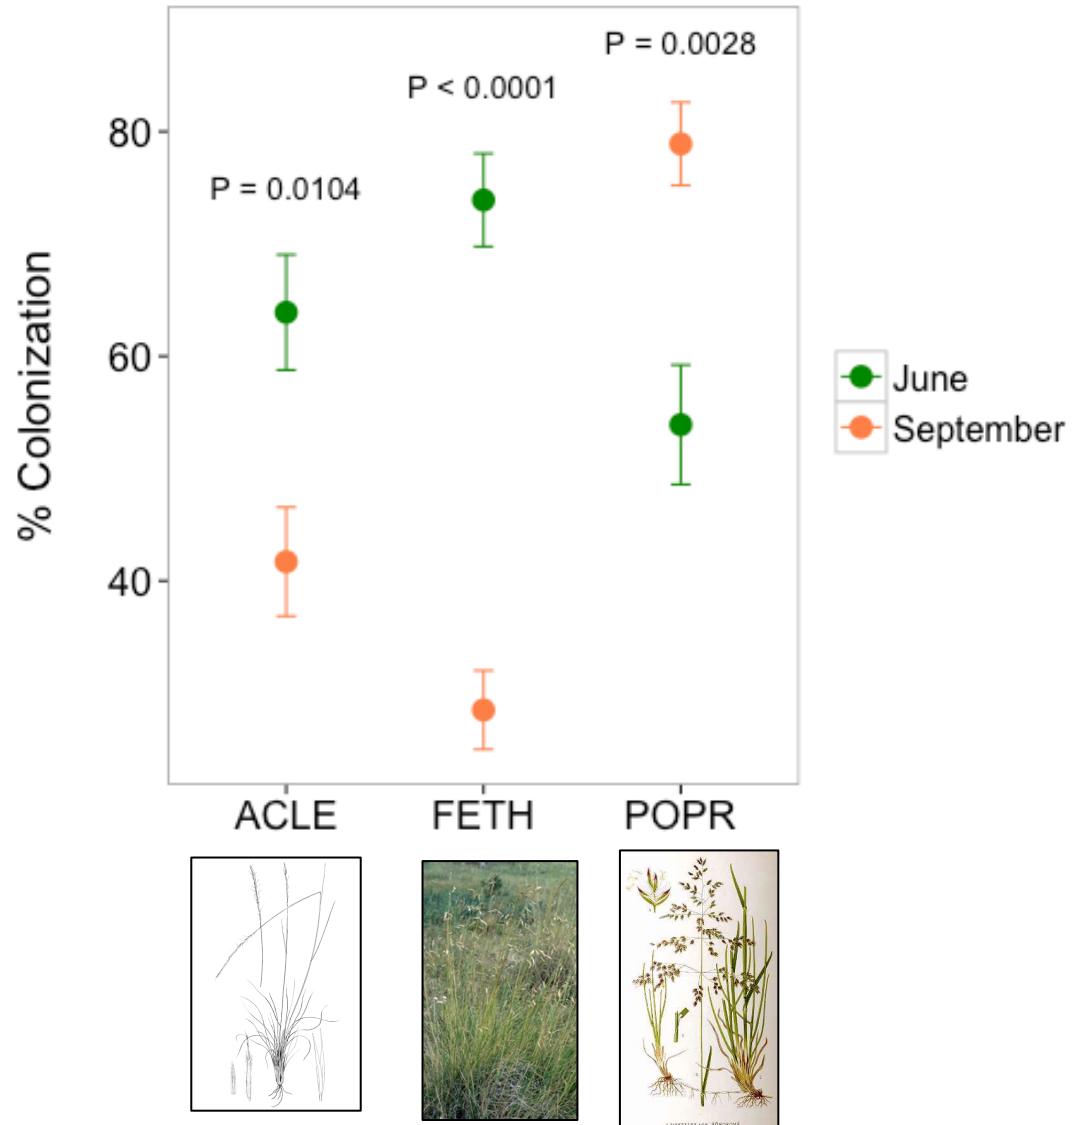 P = 0.0028
P < 0.0001
P = 0.0104
80
60
40
% Colonization
June
September
ACLE
FETH
POPR